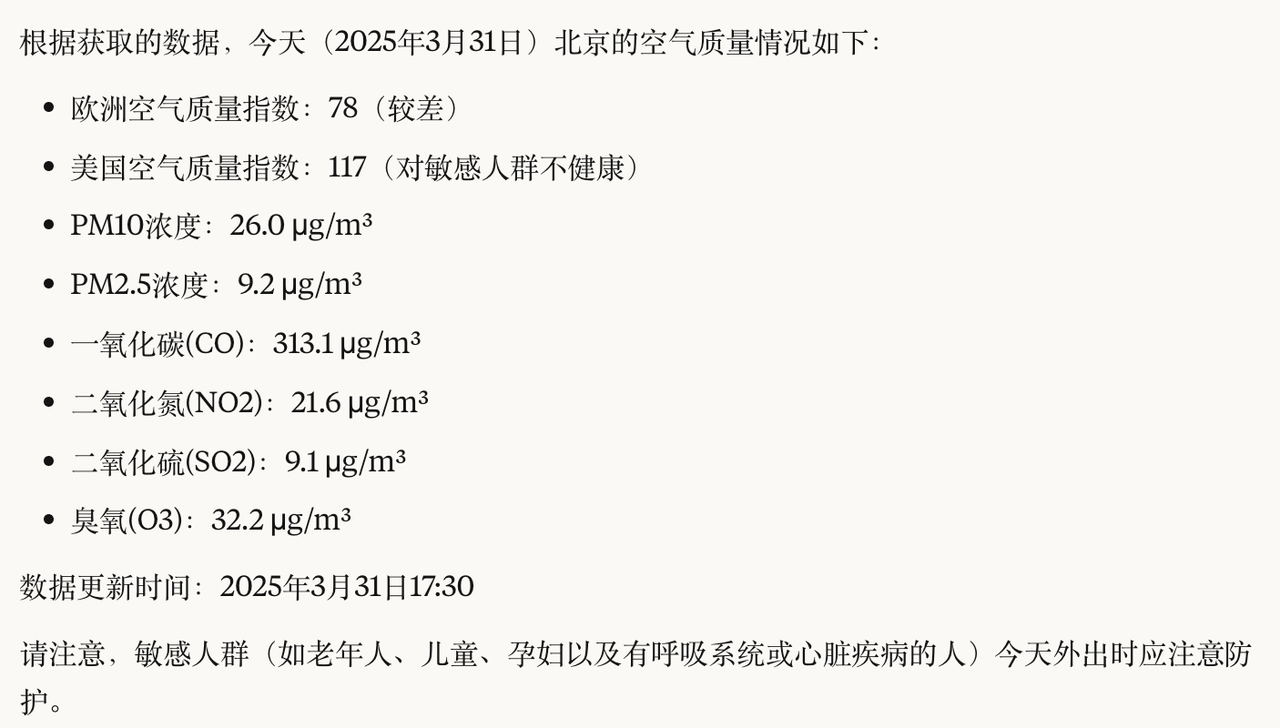 根据获取的数据，今天（2025年3月31日）北京的空气质量情况如下：
• 欧洲空气质量指数：78（较差）
• 美国空气质量指数：117（对敏感人群不健康）
• PM10浓度：26.0 μg/m³
• PM2.5浓度：9.2 μg/m³
• 一氧化碳(CO)：313.1 μg/m³
• 二氧化氮(NO2)：21.6 μg/m³
• 二氧化硫(SO2)：9.1 μg/m³
• 臭氧(O3)：32.2 μg/m³
数据更新时间：2025年3月31日17:30
请注意，敏感人群（如老年人、儿童、孕妇以及有呼吸系统或心脏疾病的人）今天外出时应注意防
护。